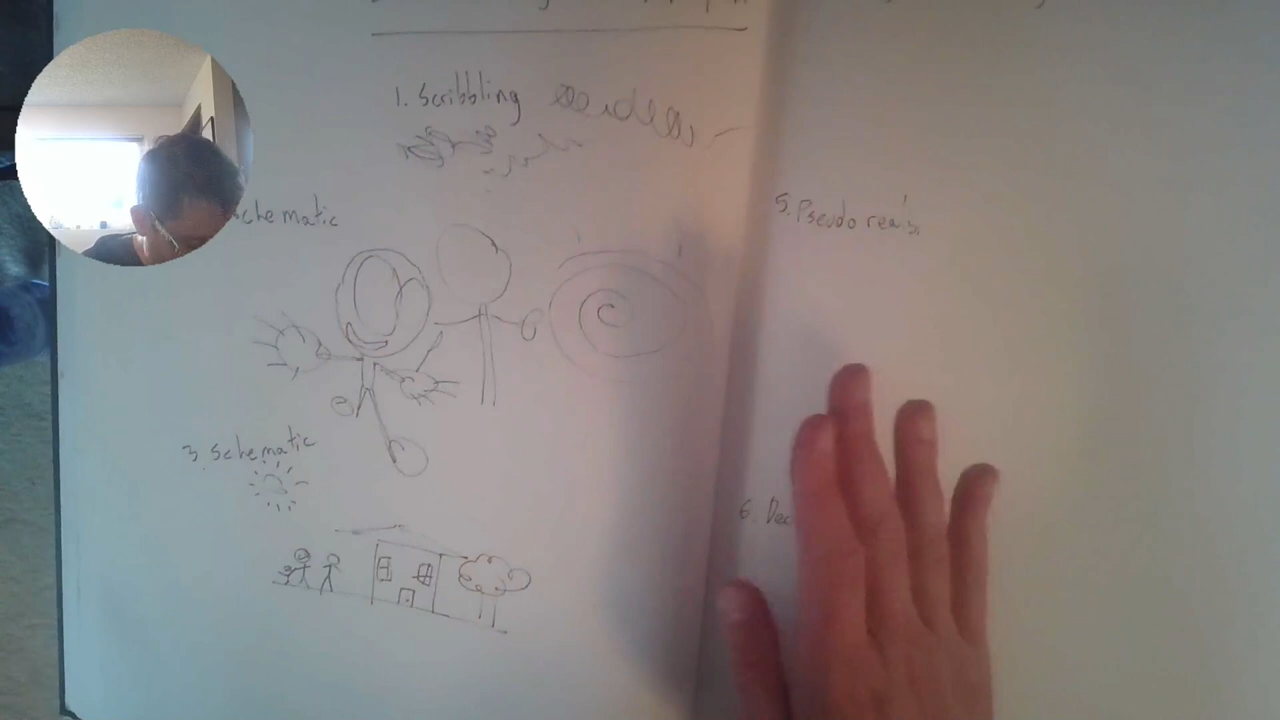 1. Scribbling
schematic
3. Schematic
5. Pseudo realis
6. Dec